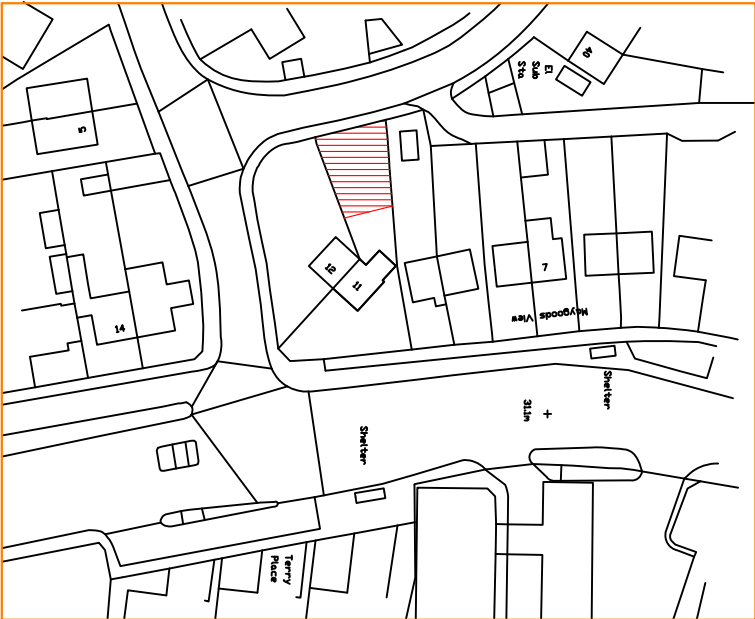 40
El
Sub
Sta
5
12
11
7
Maygoods View
14
Shelter
31.1m
Shelter
Terry
Place